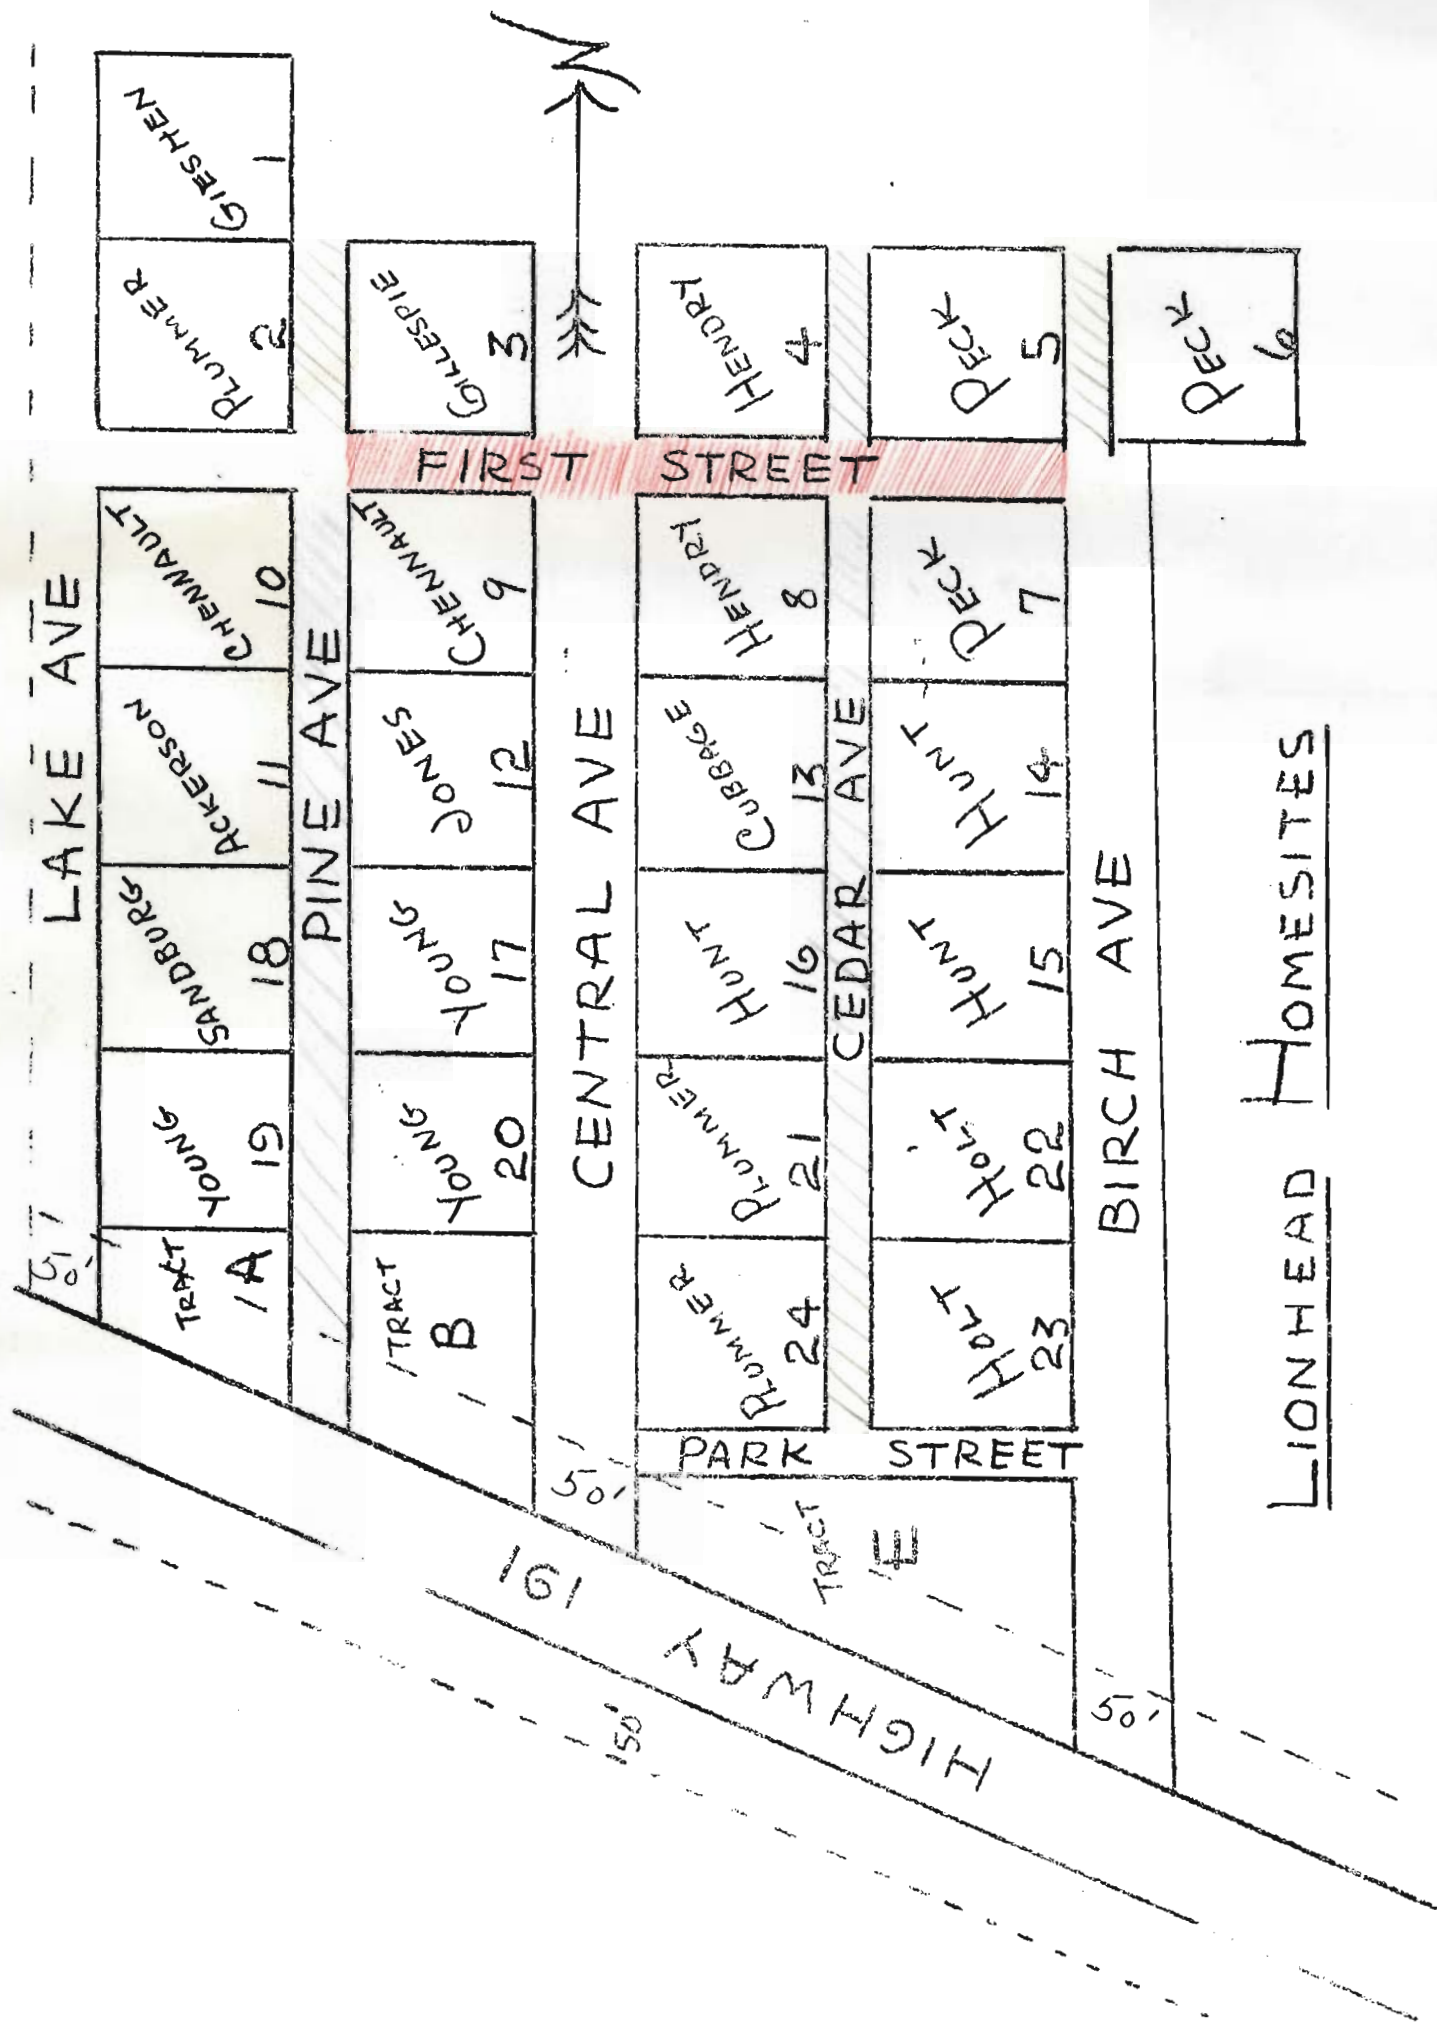 N
GIESHEN
1
PLUMMER
2
GILLESPIE
3
HENDRY
4
PECK
5
PECK
6
FIRST STREET
CHENNAULT
10
CHENNAULT
9
HENDRY
8
PECK
7
LAKE AVE
PINE AVE
CENTRAL AVE
CEDAR AVE
BIRCH AVE
ACKERSON
11
JONES
12
CUBBAGE
13
HUNT
14
SANDBURG
18
YOUNG
17
HUNT
16
HUNT
15
YOUNG
19
YOUNG
20
PLUMMER
21
HOLT
22
50'
TRACT
1A
TRACT
B
PLUMMER
24
HOLT
23
PARK STREET
50'
TRACT
E
50'
HIGHWAY 191
150'
LIONHEAD HOMESITES